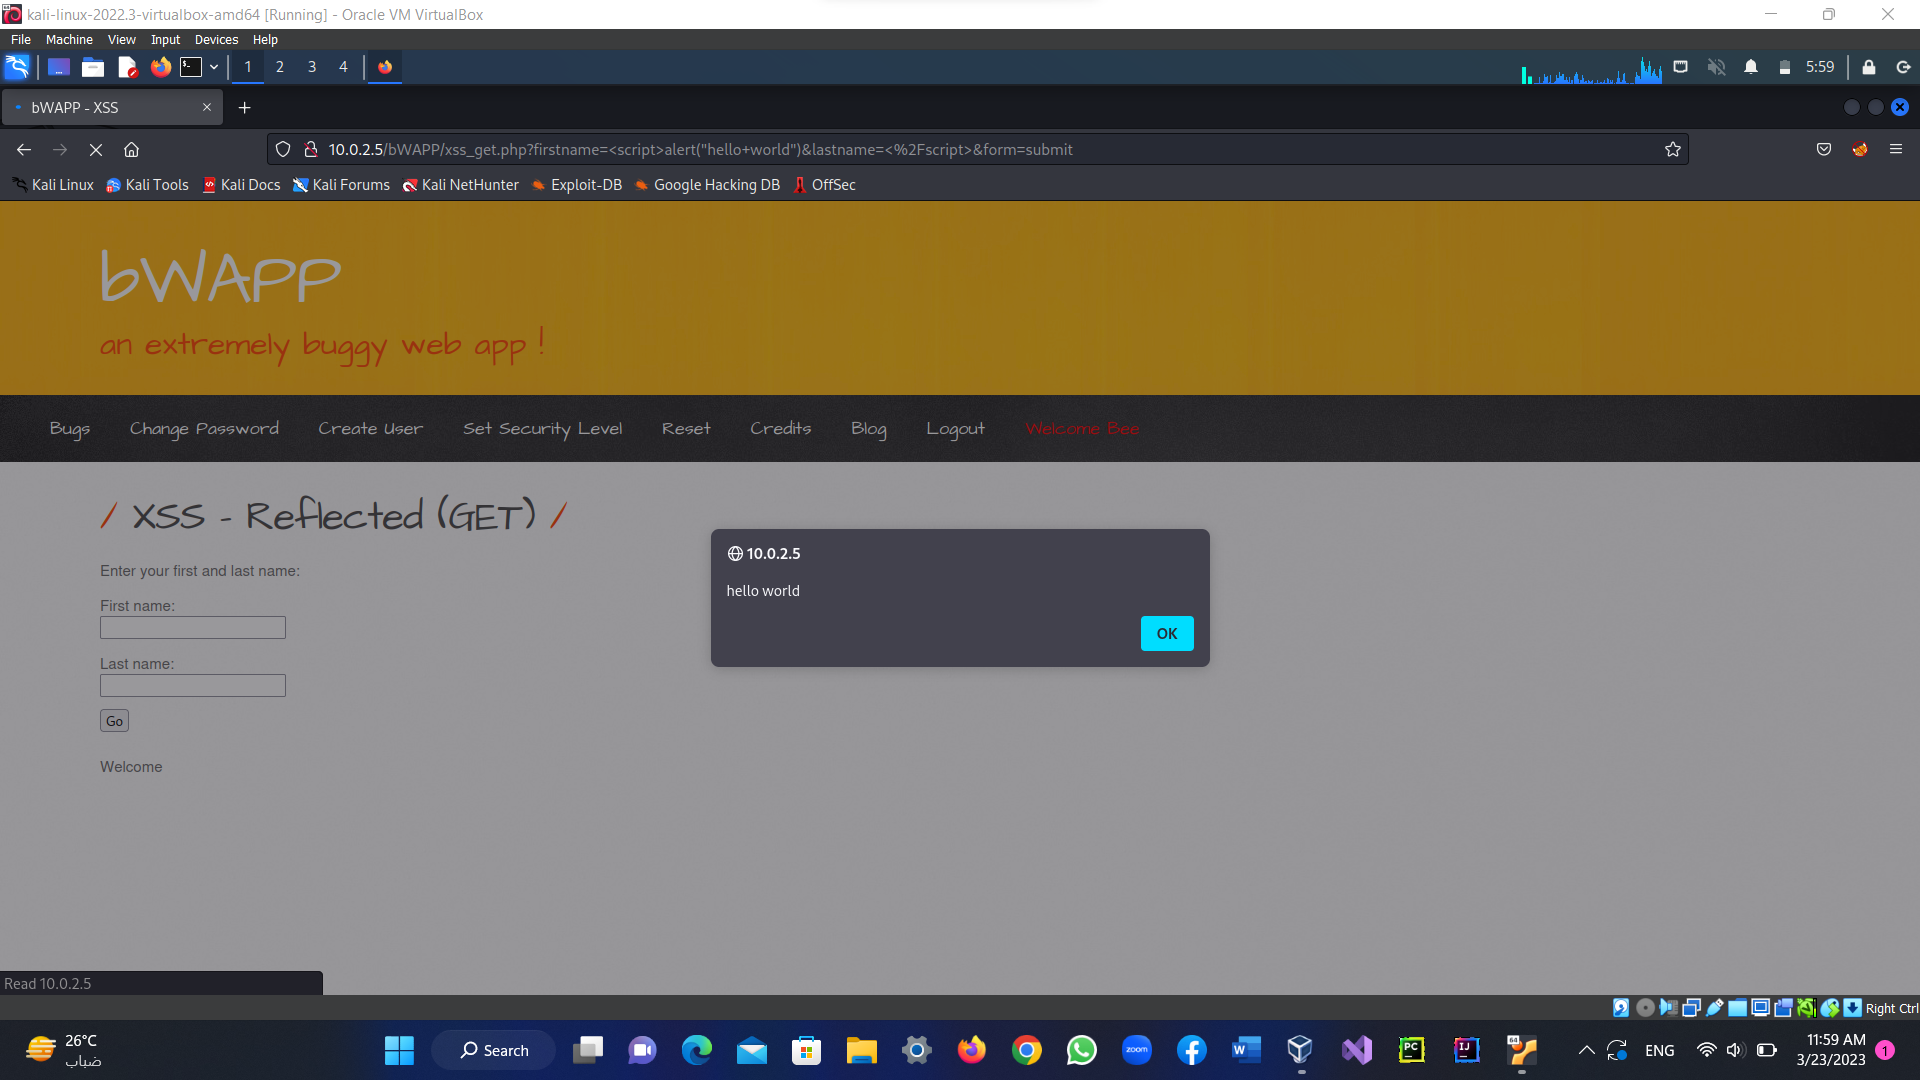 kali-linux-2022.3-virtualbox-amd64 [Running] - Oracle VM VirtualBox
File Machine View Input Devices Help
1 2 3 4 5:59
bWAPP - XSS
10.0.2.5/bWAPP/xss_get.php?firstname=<script>alert("hello+world")&lastname=<%2Fscript>&form=submit
Kali Linux Kali Tools Kali Docs Kali Forums Kali NetHunter Exploit-DB Google Hacking DB OffSec
bWAPP
an extremely buggy web app !
Bugs Change Password Create User Set Security Level Reset Credits Blog Logout Welcome Bee
/ XSS - Reflected (GET) /
Enter your first and last name:
First name:
Last name:
Go
Welcome
10.0.2.5
hello world
OK
Read 10.0.2.5
Right Ctrl
26°C
ضباب
Search
zoom
W
PC
IJ
64
ENG
11:59 AM
3/23/2023
1